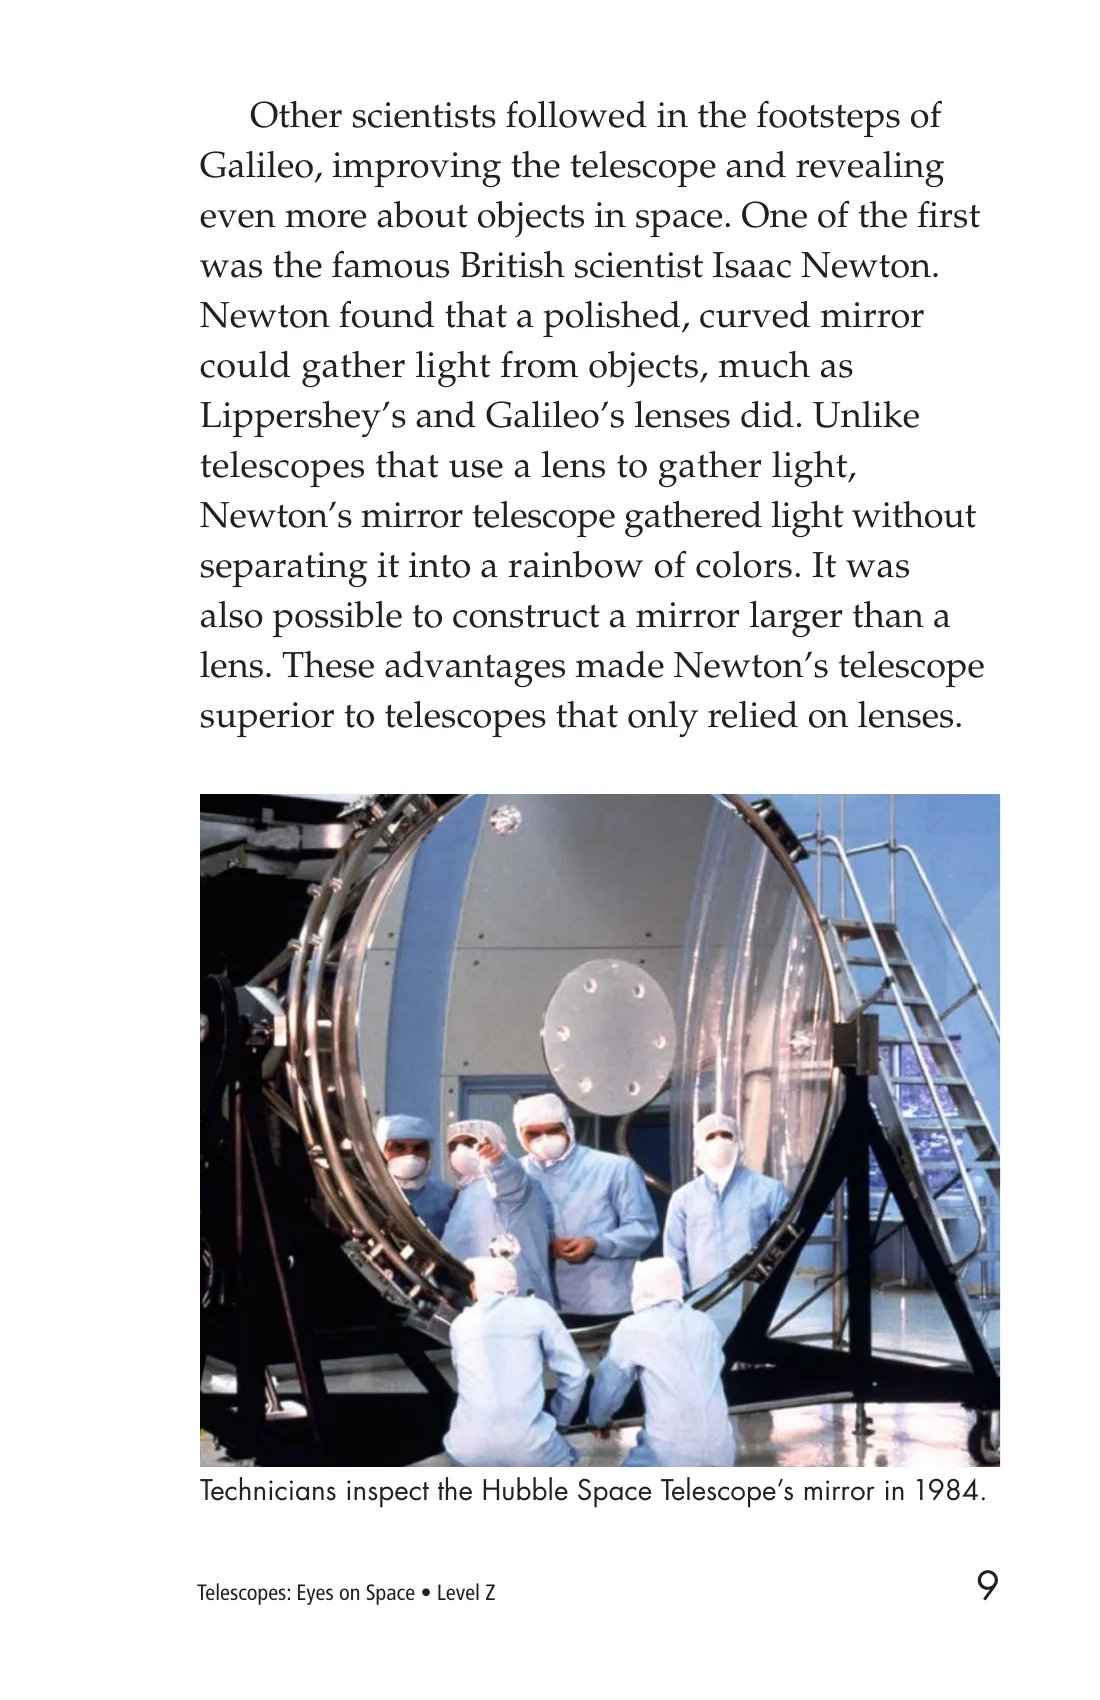 Other scientists followed in the footsteps of
Galileo, improving the telescope and revealing
even more about objects in space. One of the first
was the famous British scientist Isaac Newton.
Newton found that a polished, curved mirror
could gather light from objects, much as
Lippershey’s and Galileo’s lenses did. Unlike
telescopes that use a lens to gather light,
Newton’s mirror telescope gathered light without
separating it into a rainbow of colors. It was
also possible to construct a mirror larger than a
lens. These advantages made Newton’s telescope
superior to telescopes that only relied on lenses.
Technicians inspect the Hubble Space Telescope’s mirror in 1984.
Telescopes: Eyes on Space • Level Z
9